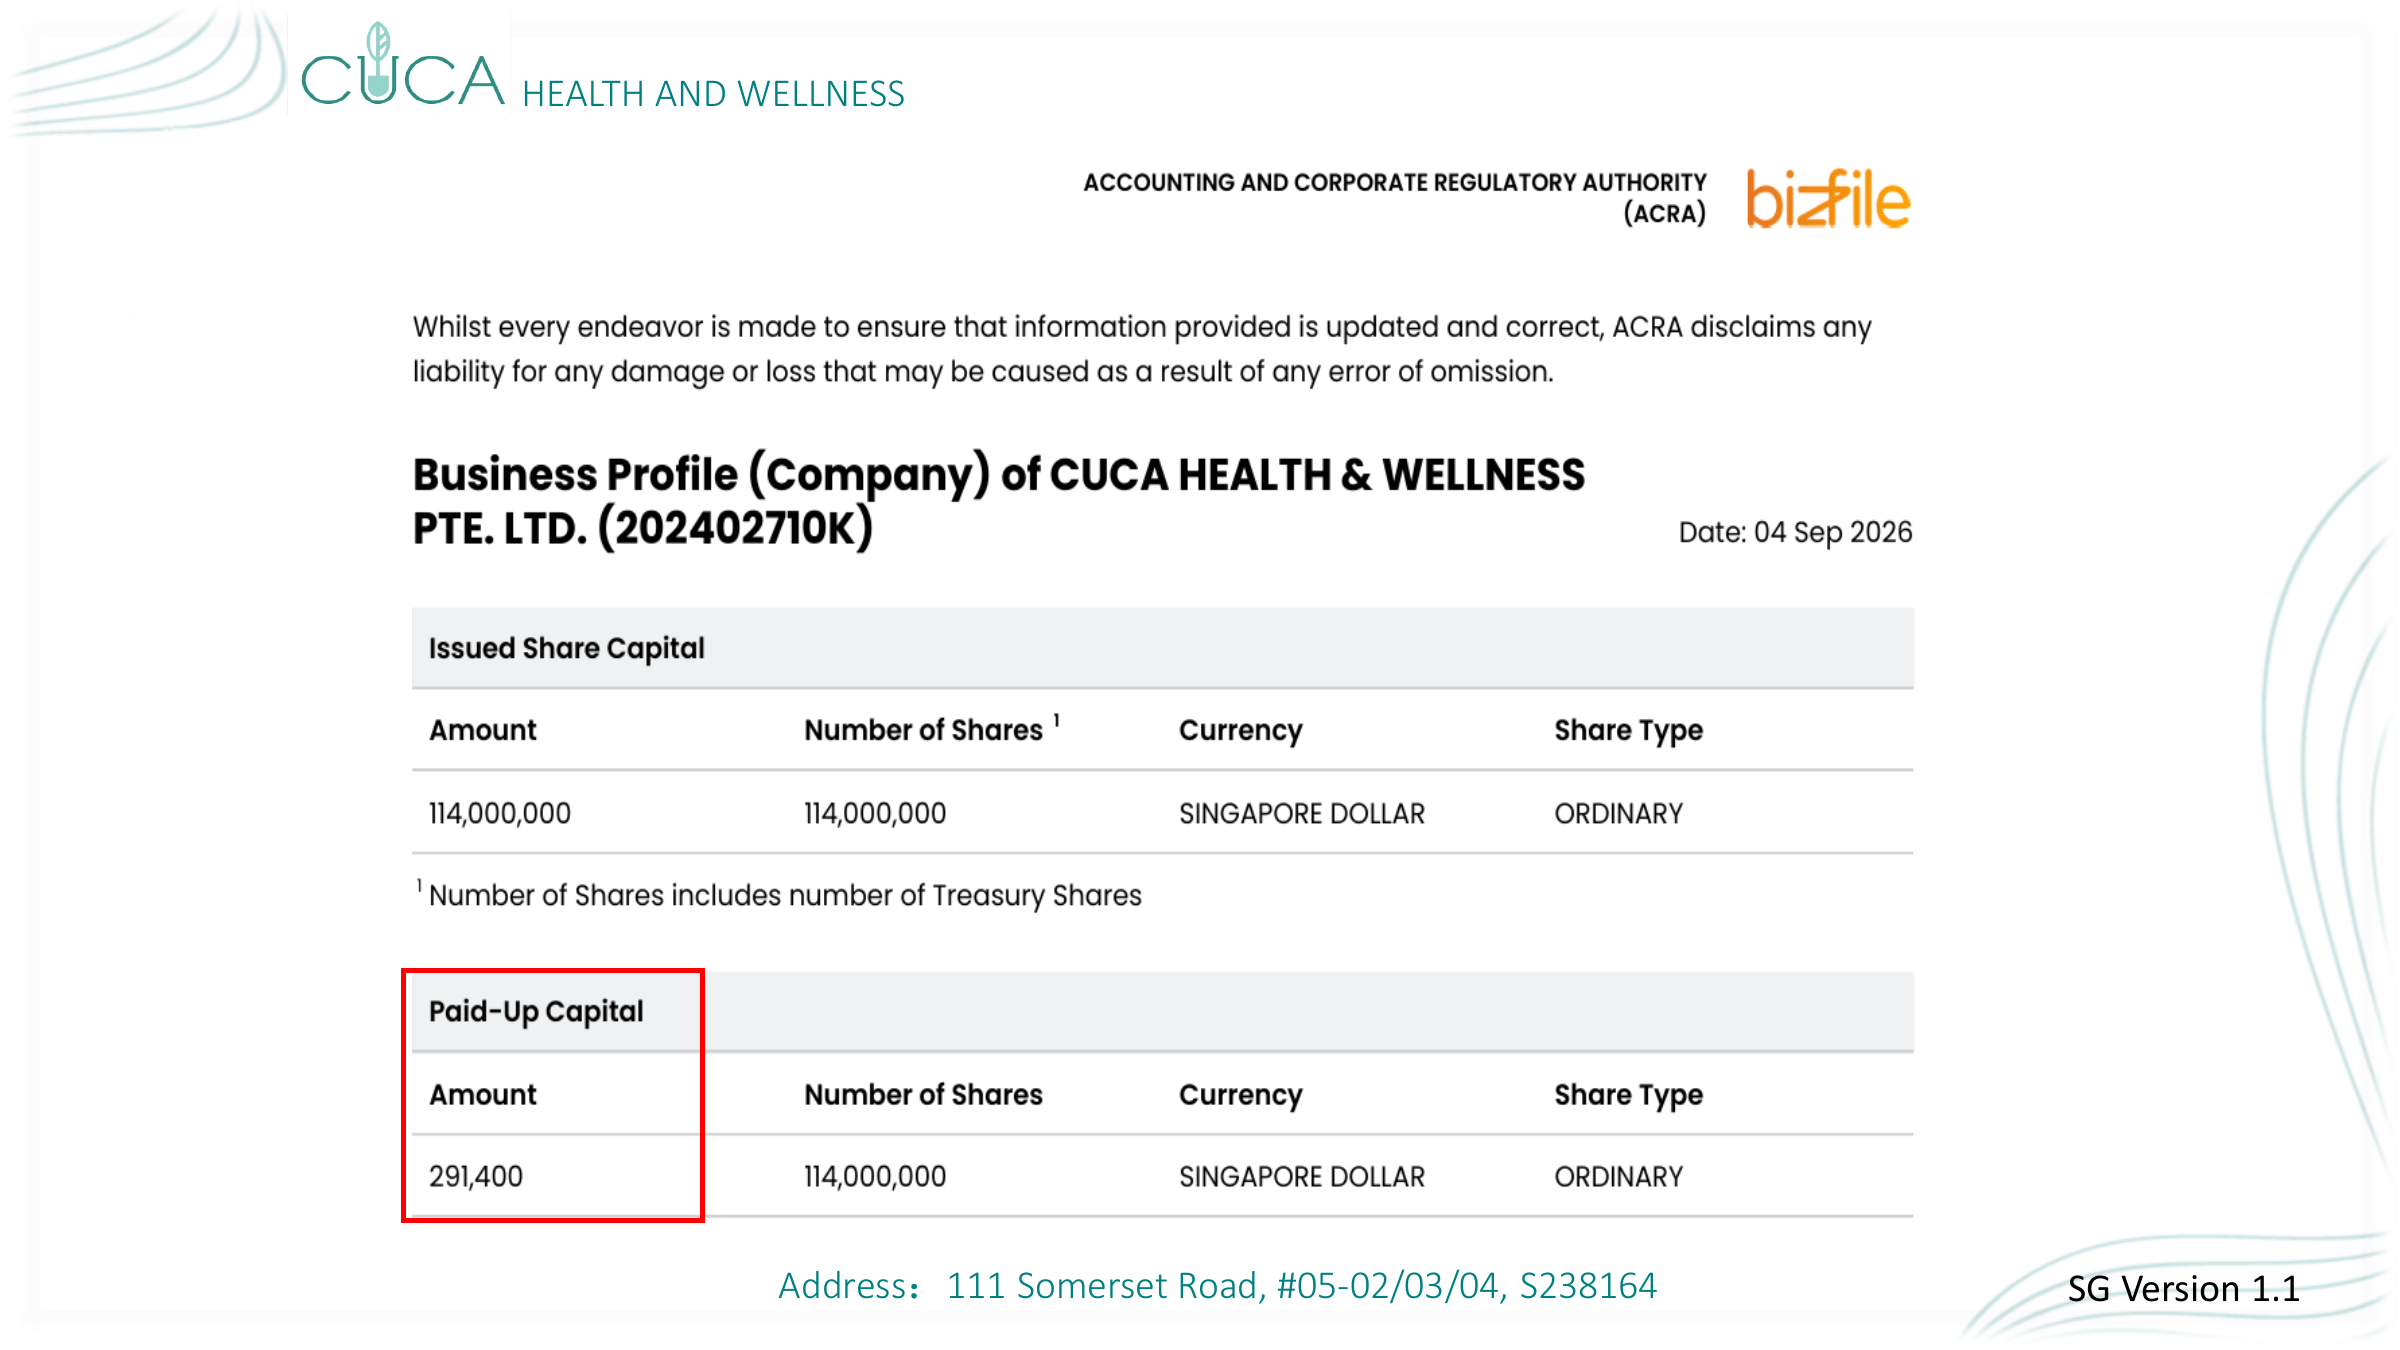 CUCA HEALTH AND WELLNESS
ACCOUNTING AND CORPORATE REGULATORY AUTHORITY
(ACRA)
bizfile
Whilst every endeavor is made to ensure that information provided is updated and correct, ACRA disclaims any
liability for any damage or loss that may be caused as a result of any error of omission.
Business Profile (Company) of CUCA HEALTH & WELLNESS
PTE. LTD. (202402710K)
Date: 04 Sep 2026
Issued Share Capital
Amount Number of Shares 1 Currency Share Type
114,000,000 114,000,000 SINGAPORE DOLLAR ORDINARY
1 Number of Shares includes number of Treasury Shares
Paid-Up Capital
Amount Number of Shares Currency Share Type
291,400 114,000,000 SINGAPORE DOLLAR ORDINARY
Address： 111 Somerset Road, #05-02/03/04, S238164
SG Version 1.1